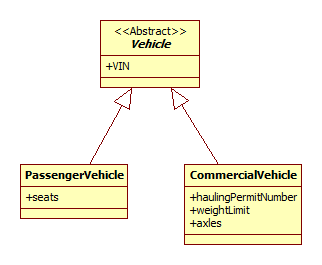 <<Abstract>>
Vehicle
+VIN
PassengerVehicle
+seats
CommercialVehicle
+haulingPermitNumber
+weightLimit
+axles